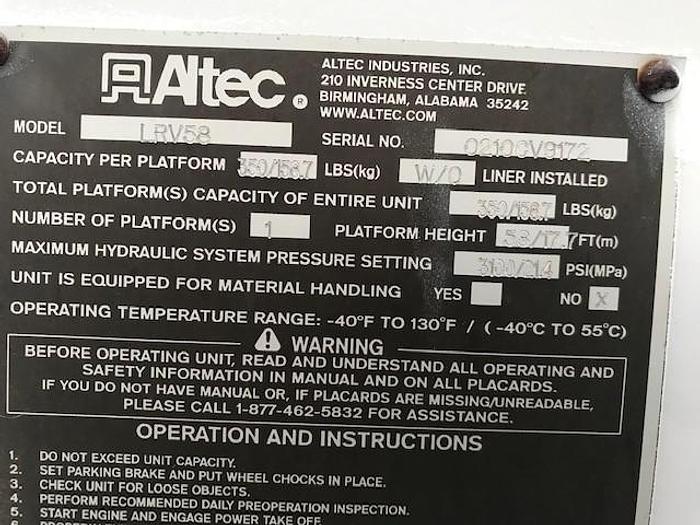 Altec®
ALTEC INDUSTRIES, INC.
210 INVERNESS CENTER DRIVE
BIRMINGHAM, ALABAMA 35242
WWW.ALTEC.COM
MODEL LRV58 SERIAL NO. 0210CV9172
CAPACITY PER PLATFORM 350/158.7 LBS(kg) W/O LINER INSTALLED
TOTAL PLATFORM(S) CAPACITY OF ENTIRE UNIT 350/158.7 LBS(kg)
NUMBER OF PLATFORM(S) 1 PLATFORM HEIGHT 58/17.7 FT(m)
MAXIMUM HYDRAULIC SYSTEM PRESSURE SETTING 3100/21.4 PSI(MPa)
UNIT IS EQUIPPED FOR MATERIAL HANDLING YES NO X
OPERATING TEMPERATURE RANGE: -40°F TO 130°F / (-40°C TO 55°C)
WARNING
BEFORE OPERATING UNIT, READ AND UNDERSTAND ALL OPERATING AND
SAFETY INFORMATION IN MANUAL AND ON ALL PLACARDS.
IF YOU DO NOT HAVE MANUAL OR, IF PLACARDS ARE MISSING/UNREADABLE,
PLEASE CALL 1-877-462-5832 FOR ASSISTANCE.
OPERATION AND INSTRUCTIONS
1. DO NOT EXCEED UNIT CAPACITY.
2. SET PARKING BRAKE AND PUT WHEEL CHOCKS IN PLACE.
3. CHECK UNIT FOR LOOSE OBJECTS.
4. PERFORM RECOMMENDED DAILY PREOPERATION INSPECTION.
5. START ENGINE AND ENGAGE POWER TAKE OFF.